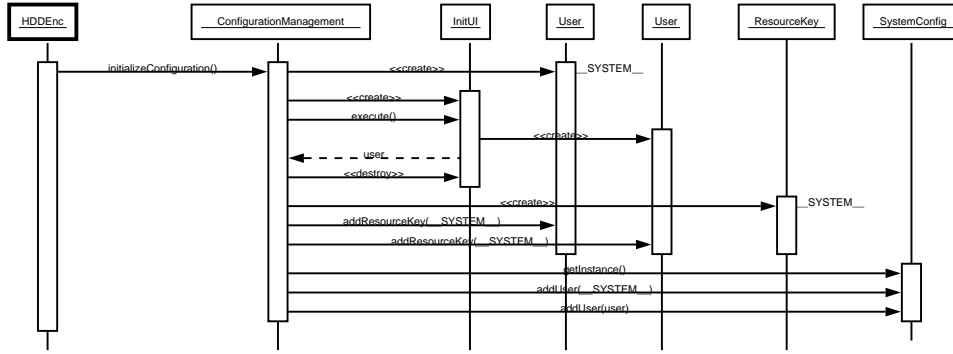 HDDEnc
ConfigurationManagement
InitUI
User
User
ResourceKey
SystemConfig
initializeConfiguration()
<<create>>
__SYSTEM__
<<create>>
execute()
<<create>>
user
<<destroy>>
<<create>>
__SYSTEM__
addResourceKey(__SYSTEM__)
addResourceKey(__SYSTEM__)
getInstance()
addUser(__SYSTEM__)
addUser(user)